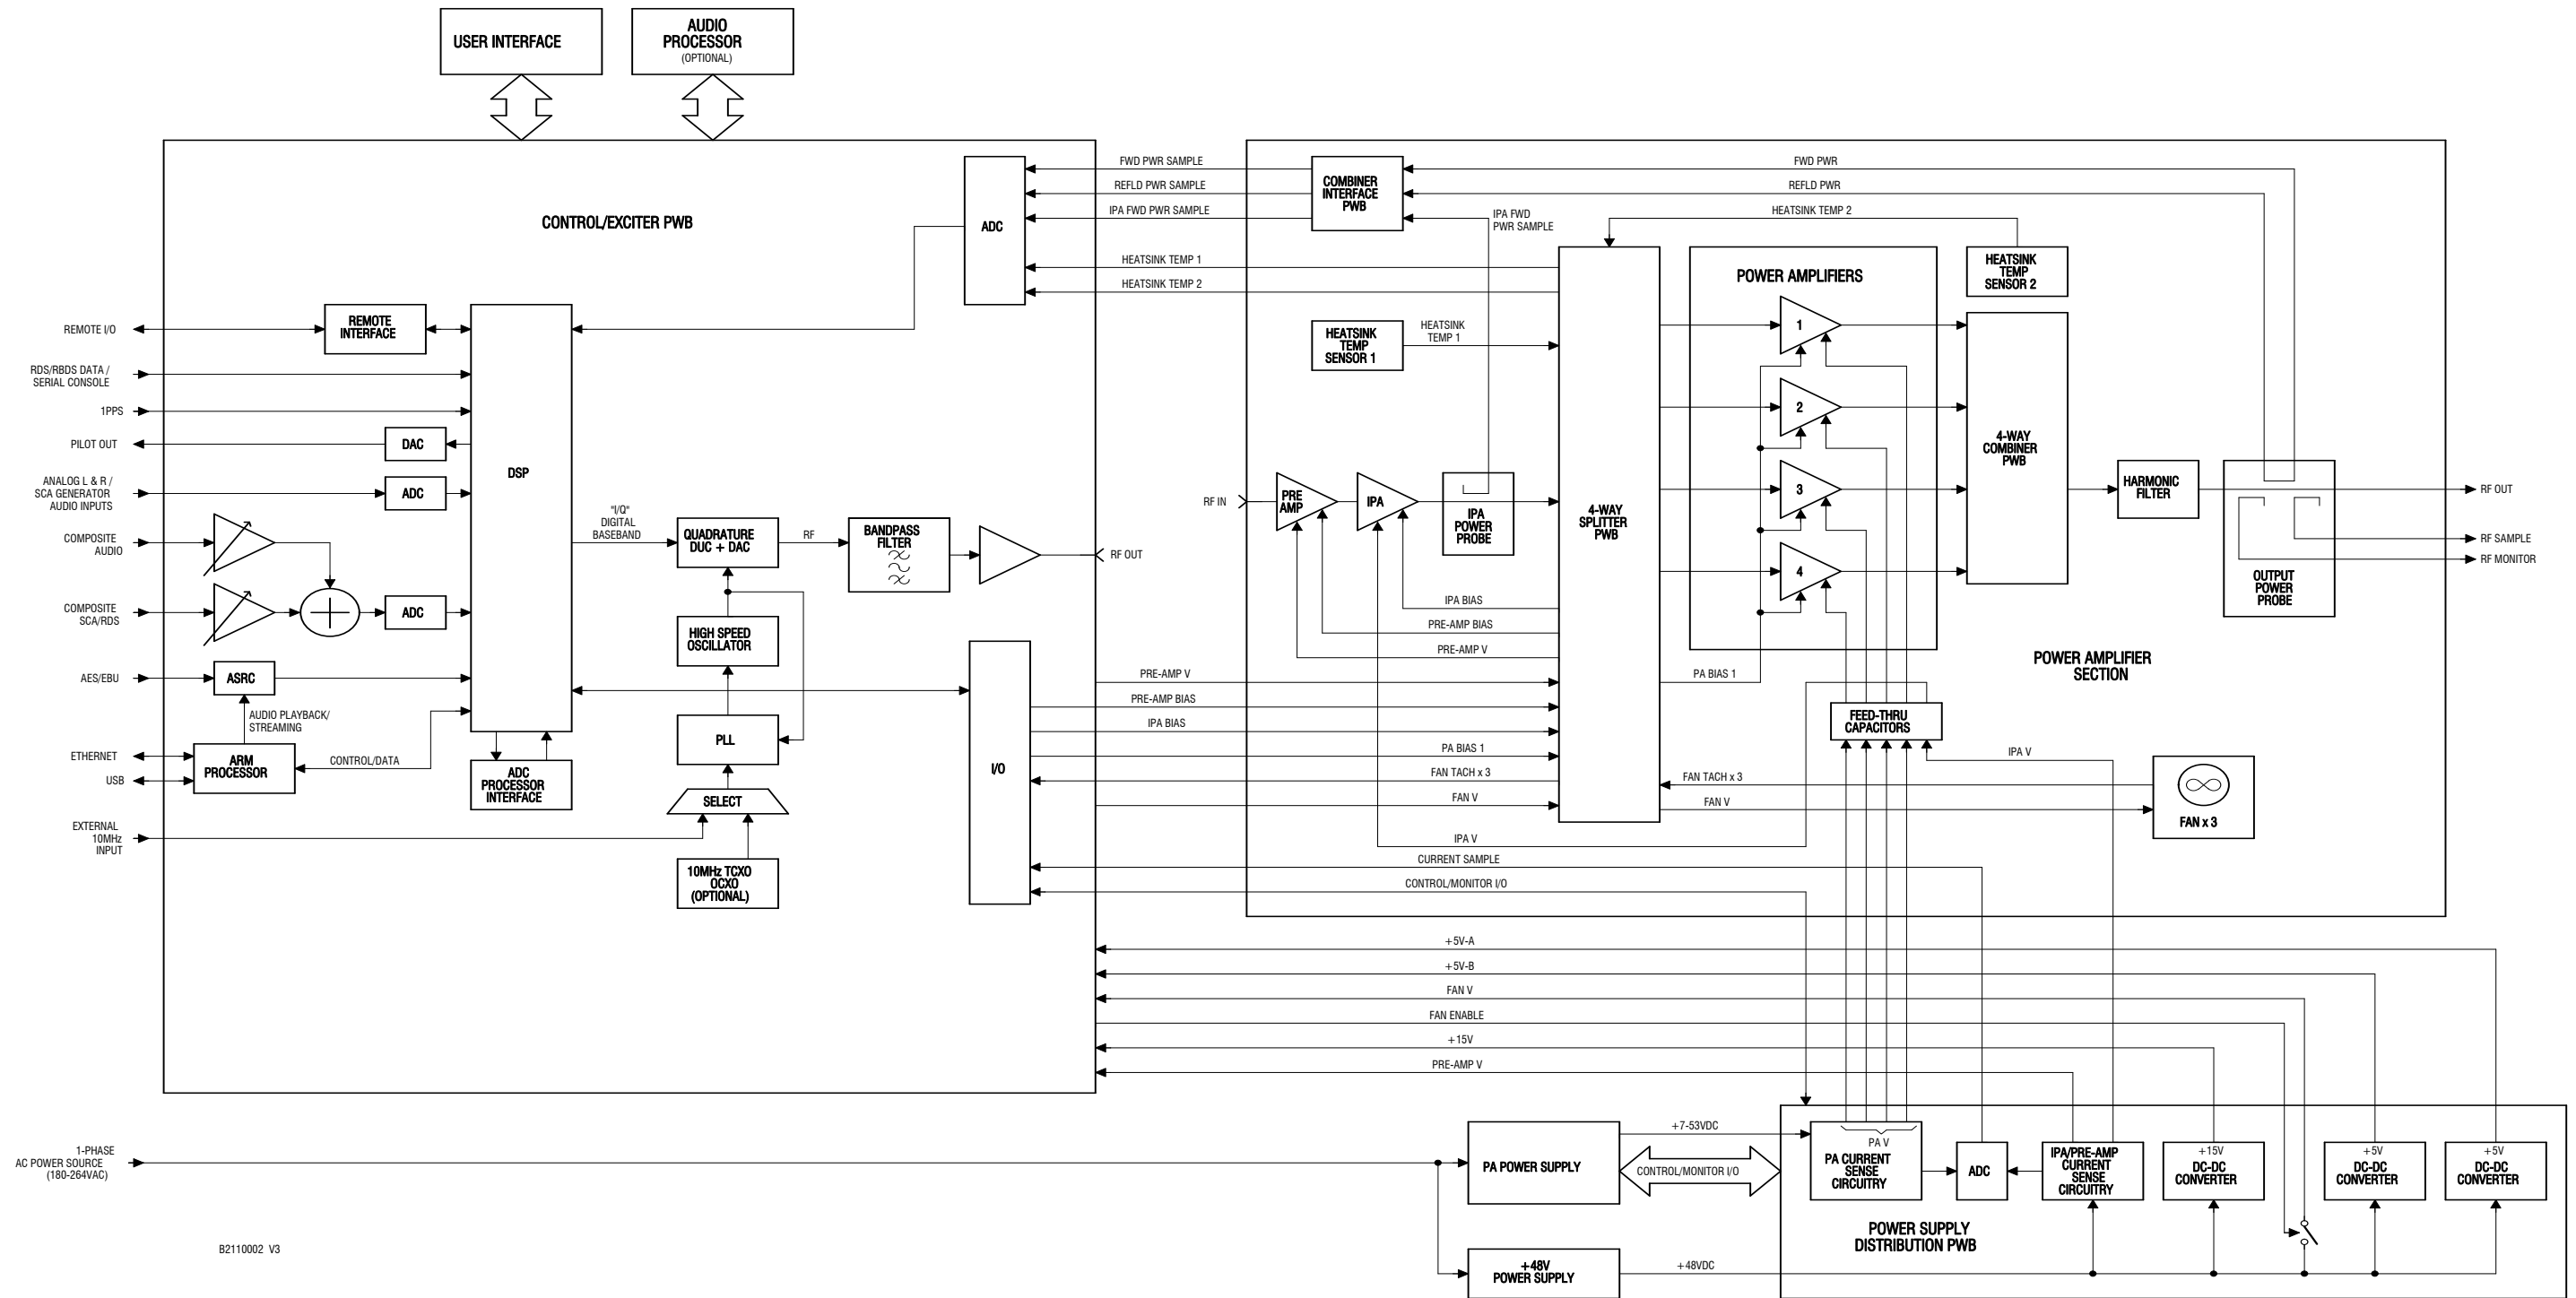 USER INTERFACE
AUDIO
PROCESSOR
(OPTIONAL)
CONTROL/EXCITER PWB
ADC
FWD PWR SAMPLE
REFLD PWR SAMPLE
IPA FWD PWR SAMPLE
HEATSINK TEMP 1
HEATSINK TEMP 2
COMBINER
INTERFACE
PWB
FWD PWR
REFLD PWR
IPA FWD
PWR SAMPLE
HEATSINK TEMP 2
HEATSINK
TEMP
SENSOR 2
POWER AMPLIFIERS
1
2
3
4
HEATSINK
TEMP
SENSOR 1
HEATSINK
TEMP 1
REMOTE I/O
REMOTE
INTERFACE
RDS/RBDS DATA /
SERIAL CONSOLE
1PPS
PILOT OUT
DAC
DSP
ANALOG L & R /
SCA GENERATOR
AUDIO INPUTS
ADC
COMPOSITE
AUDIO
COMPOSITE
SCA/RDS
ADC
AES/EBU
ASRC
AUDIO PLAYBACK/
STREAMING
ETHERNET
USB
ARM
PROCESSOR
CONTROL/DATA
ADC
PROCESSOR
INTERFACE
EXTERNAL
10MHz
INPUT
"I/Q"
DIGITAL
BASEBAND
QUADRATURE
DUC + DAC
RF
BANDPASS
FILTER
RF OUT
HIGH SPEED
OSCILLATOR
PLL
SELECT
10MHz TCXO
OCXO
(OPTIONAL)
I/O
RF IN
PRE
AMP
IPA
IPA
POWER
PROBE
4-WAY
SPLITTER
PWB
4-WAY
COMBINER
PWB
HARMONIC
FILTER
OUTPUT
POWER
PROBE
RF OUT
RF SAMPLE
RF MONITOR
IPA BIAS
PRE-AMP BIAS
PRE-AMP V
PRE-AMP V
PRE-AMP BIAS
IPA BIAS
PA BIAS 1
FAN TACH x 3
FAN V
PA BIAS 1
POWER AMPLIFIER
SECTION
FEED-THRU
CAPACITORS
IPA V
FAN TACH x 3
FAN V
FAN x 3
IPA V
CURRENT SAMPLE
CONTROL/MONITOR I/O
+5V-A
+5V-B
FAN V
FAN ENABLE
+15V
PRE-AMP V
1-PHASE
AC POWER SOURCE
(180-264VAC)
PA POWER SUPPLY
+7-53VDC
CONTROL/MONITOR I/O
PA V
PA CURRENT
SENSE
CIRCUITRY
ADC
IPA/PRE-AMP
CURRENT
SENSE
CIRCUITRY
+15V
DC-DC
CONVERTER
+5V
DC-DC
CONVERTER
+5V
DC-DC
CONVERTER
POWER SUPPLY
DISTRIBUTION PWB
+48V
POWER SUPPLY
+48VDC
B2110002 V3